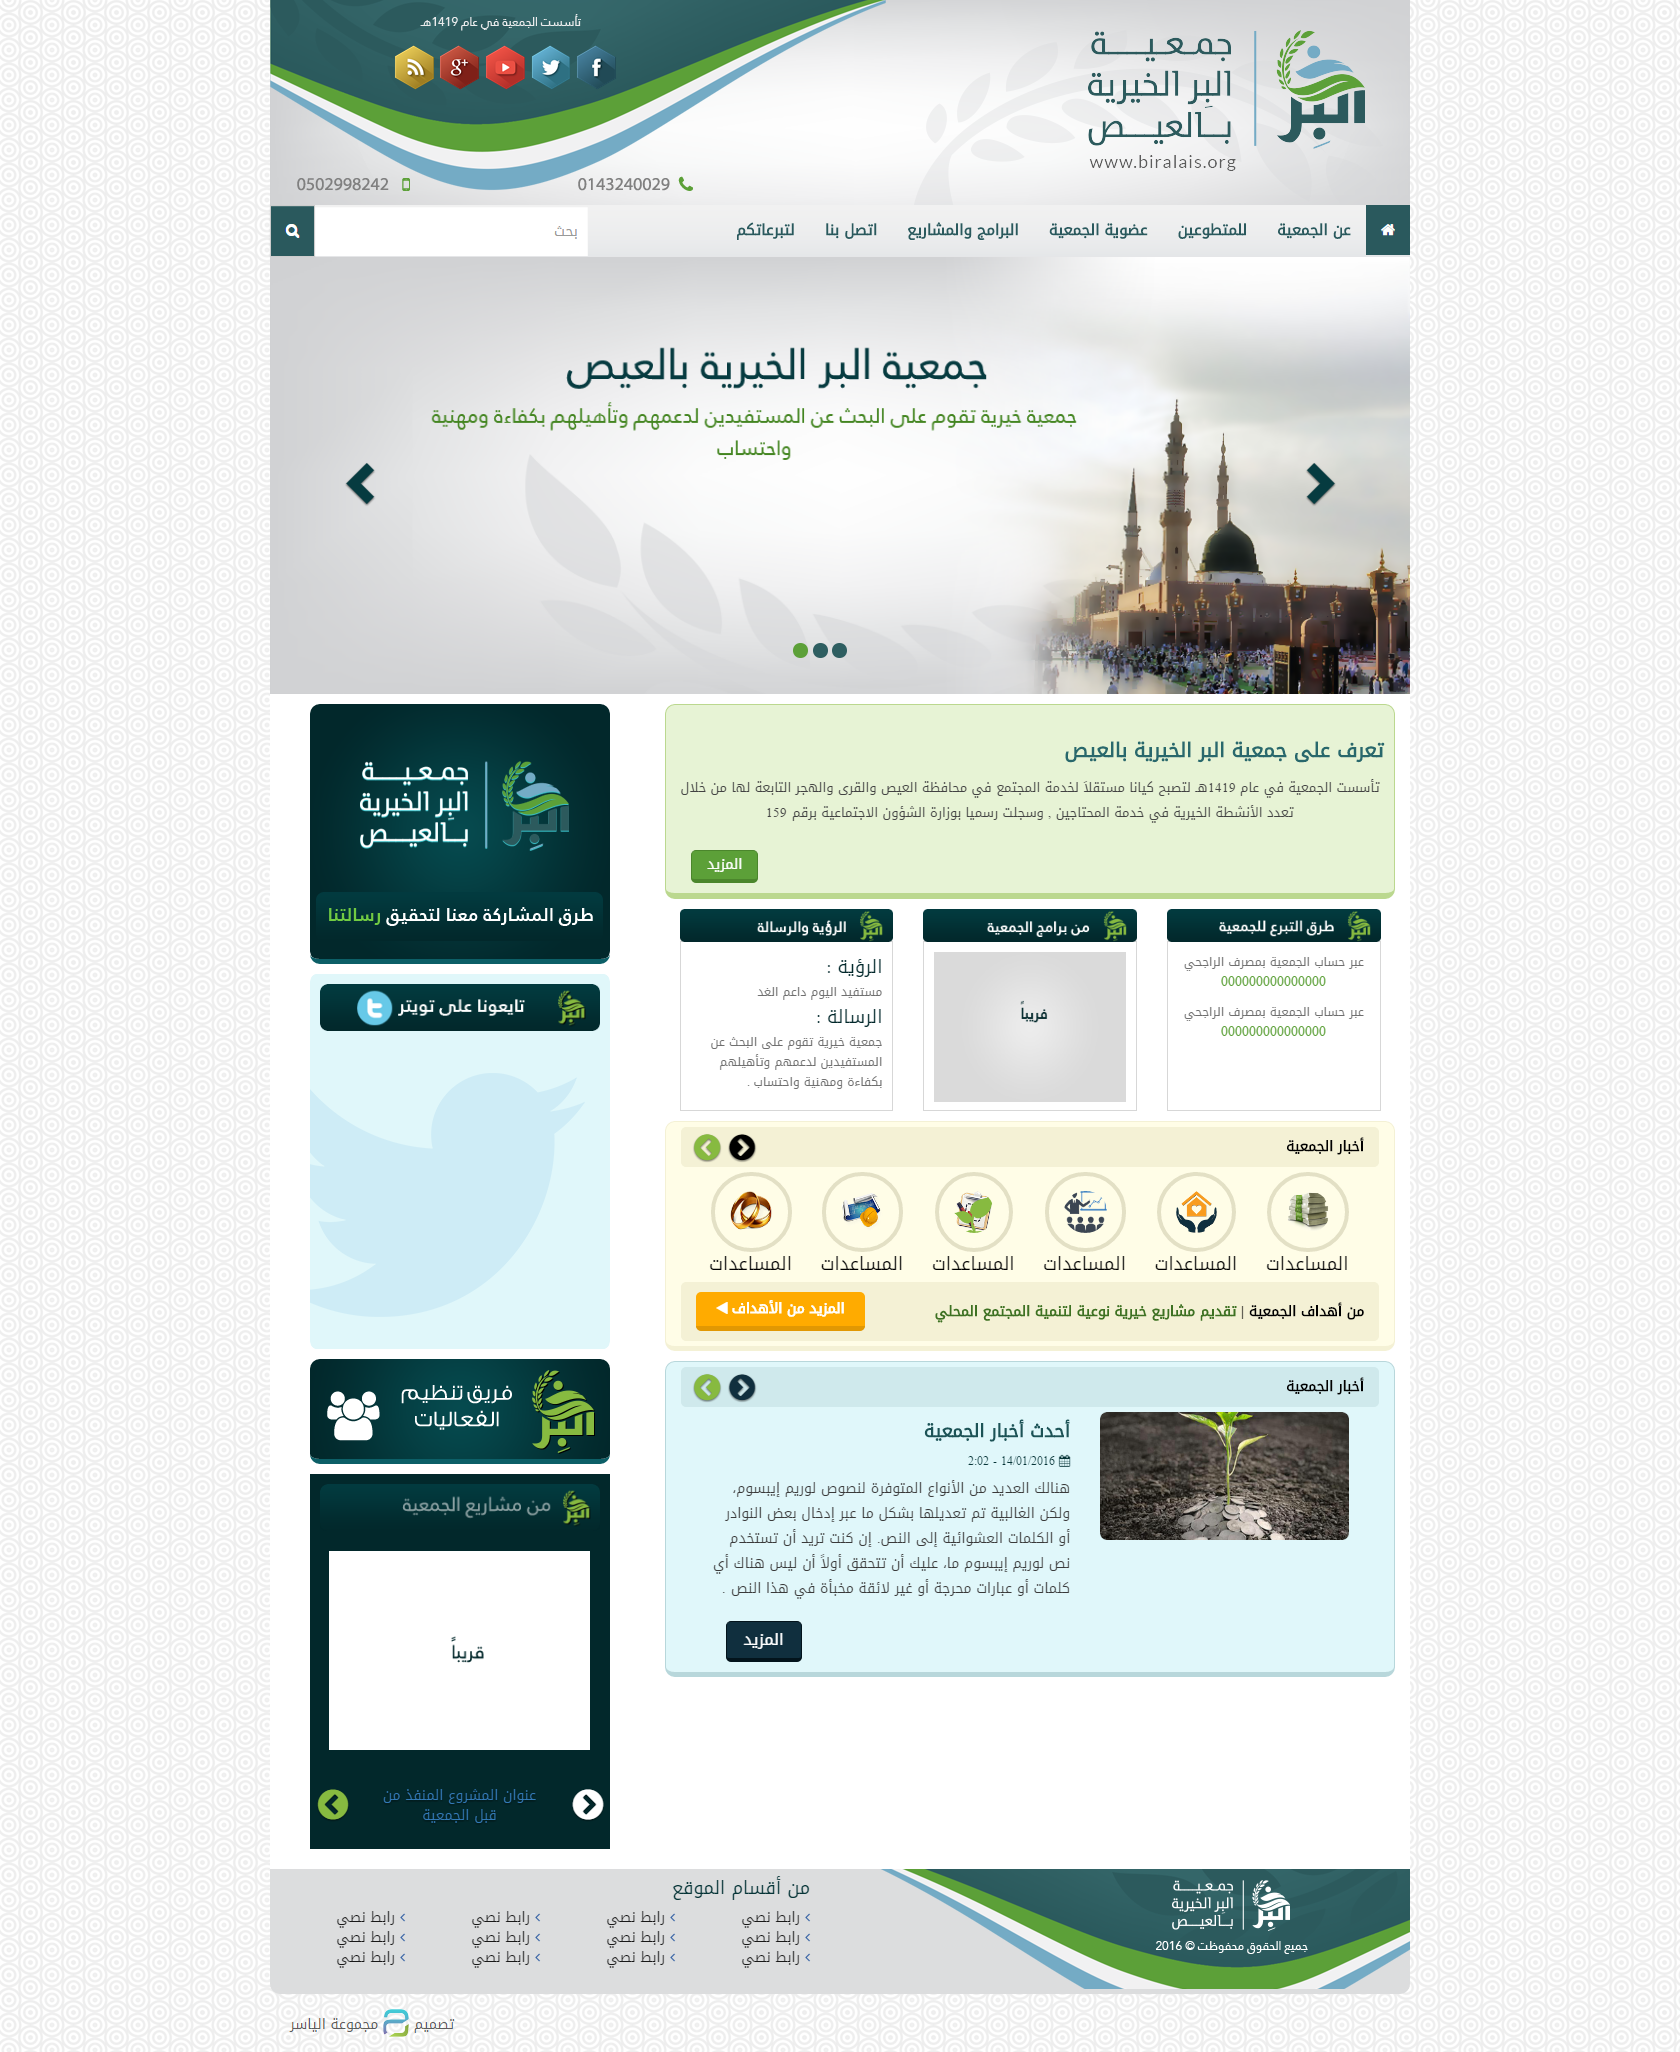 تأسست الجمعية في عام 1419هـ
جمعية
البر الخيرية
بالعيص
www.biralais.org
البِر
0143240029
0502998242
عن الجمعية
للمتطوعين
عضوية الجمعية
البرامج والمشاريع
اتصل بنا
لتبرعاتكم
بحث
جمعية البر الخيرية بالعيص
جمعية خيرية تقوم على البحث عن المستفيدين لدعمهم وتأهيلهم بكفاءة ومهنية
واحتساب
تعرف على جمعية البر الخيرية بالعيص
تأسست الجمعية في عام 1419هـ لتصبح كيانا مستقلاً لخدمة المجتمع في محافظة العيص والقرى والهجر التابعة لها من خلال
تعدد الأنشطة الخيرية في خدمة المحتاجين , وسجلت رسميا بوزارة الشؤون الاجتماعية برقم 159
المزيد
البِر
طرق التبرع للجمعية
عبر حساب الجمعية بمصرف الراجحي
000000000000000
عبر حساب الجمعية بمصرف الراجحي
000000000000000
البِر
من برامج الجمعية
قريباً
البِر
الرؤية والرسالة
الرؤية :
مستفيد اليوم داعم الغد
الرسالة :
جمعية خيرية تقوم على البحث عن
المستفيدين لدعمهم وتأهيلهم
بكفاءة ومهنية واحتساب .
أخبار الجمعية
المساعدات
المساعدات
المساعدات
المساعدات
المساعدات
المساعدات
من أهداف الجمعية | تقديم مشاريع خيرية نوعية لتنمية المجتمع المحلي
المزيد من الأهداف
أخبار الجمعية
أحدث أخبار الجمعية
14/01/2016 - 2:02
هنالك العديد من الأنواع المتوفرة لنصوص لوريم إيبسوم،
ولكن الغالبية تم تعديلها بشكل ما عبر إدخال بعض النوادر
أو الكلمات العشوائية إلى النص. إن كنت تريد أن تستخدم
نص لوريم إيبسوم ما، عليك أن تتحقق أولاً أن ليس هناك أي
كلمات أو عبارات محرجة أو غير لائقة مخبأة في هذا النص .
المزيد
البِر
جمعية
البر الخيرية
بالعيص
طرق المشاركة معنا لتحقيق رسالتنا
البِر
تابعونا على تويتر
البِر
فريق تنظيم
الفعاليات
البِر
من مشاريع الجمعية
قريباً
عنوان المشروع المنفذ من
قبل الجمعية
البِر
جمعية
البر الخيرية
بالعيص
جميع الحقوق محفوظت © 2016
من أقسام الموقع
رابط نصي
رابط نصي
رابط نصي
رابط نصي
رابط نصي
رابط نصي
رابط نصي
رابط نصي
رابط نصي
رابط نصي
رابط نصي
رابط نصي
تصميم
مجموعة الياسر